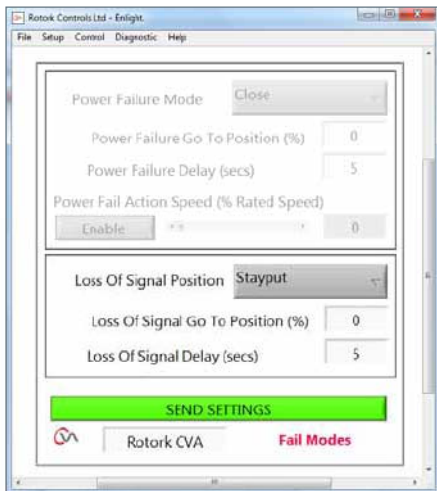 Rotork Controls Ltd - Enlight.
File Setup Control Diagnostic Help
Power Failure Mode Close
Power Failure Go To Position (%) 0
Power Failure Delay (secs) 5
Power Fail Action Speed (% Rated Speed)
Enable 0
Loss Of Signal Position Stayput
Loss Of Signal Go To Position (%) 0
Loss Of Signal Delay (secs) 5
SEND SETTINGS
Rotork CVA Fail Modes